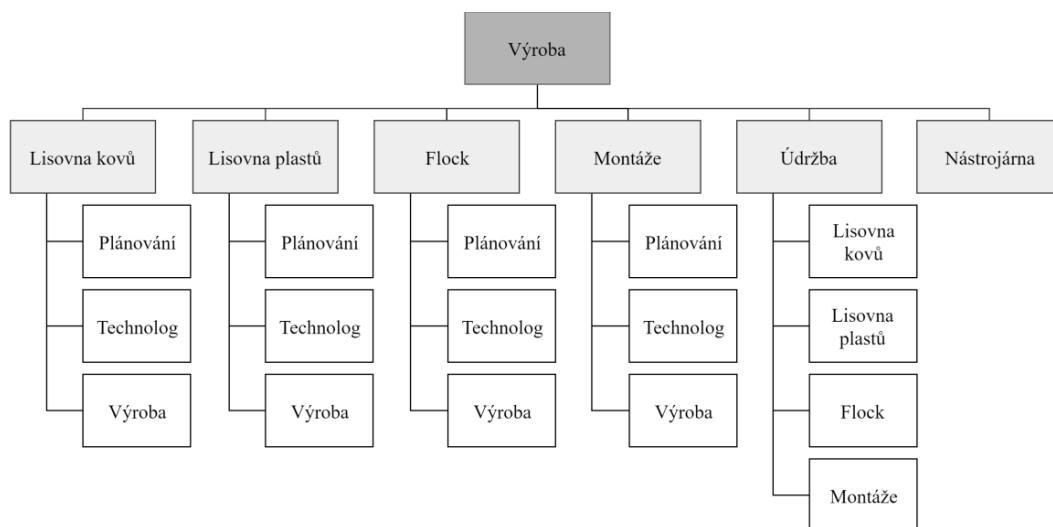 Výroba
Lisovna kovů
Lisovna plastů
Flock
Montáže
Údržba
Nástrojárna
Plánování
Plánování
Plánování
Plánování
Lisovna
kovů
Technolog
Technolog
Technolog
Technolog
Lisovna
plastů
Výroba
Výroba
Výroba
Výroba
Flock
Montáže